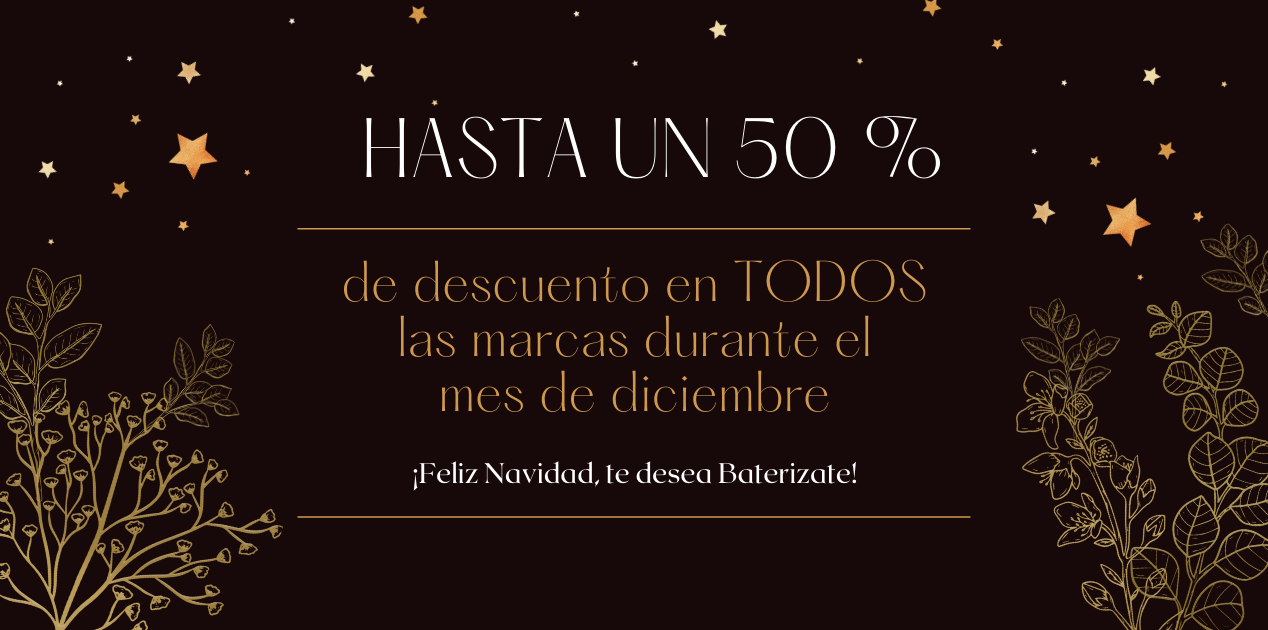 HASTA UN 50 %
de descuento en TODOS
las marcas durante el
mes de diciembre
¡Feliz Navidad, te desea Baterizate!